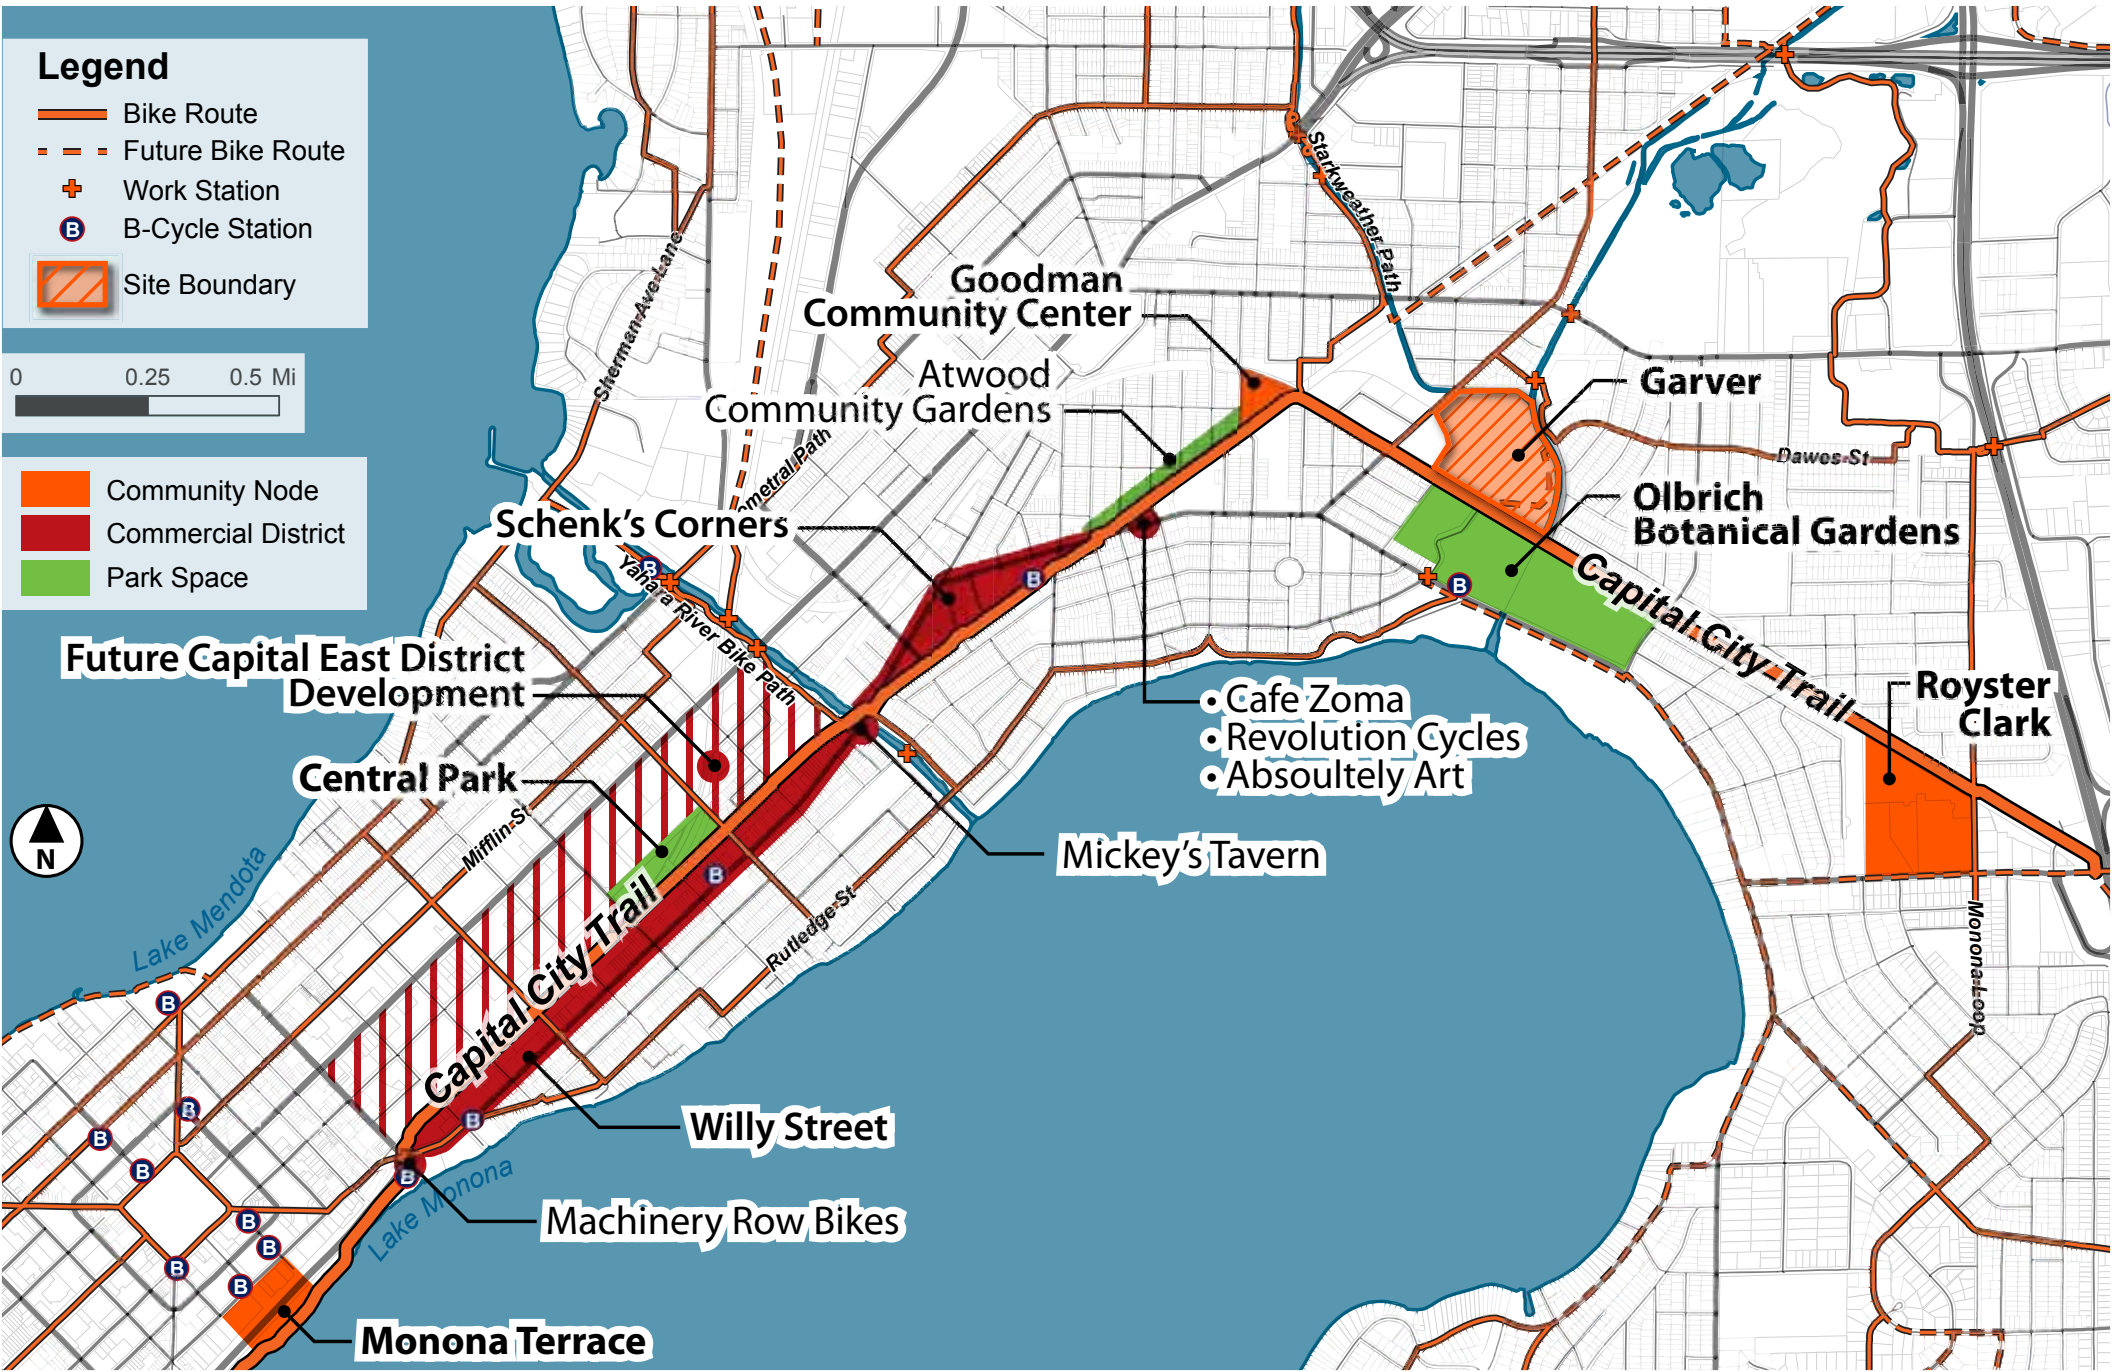 Legend
Bike Route
Future Bike Route
Work Station
B B-Cycle Station
Site Boundary
0 0.25 0.5 Mi
Community Node
Commercial District
Park Space
Sherman Ave Lane
Starkweather Path
Goodman
Community Center
Atwood
Community Gardens
Garver
Dawes St
Olbrich
Botanical Gardens
Schenk's Corners
B
B
B
Yahara River Bike Path
Capital City Trail
Future Capital East District
Development
Royster
Clark
• Cafe Zoma
• Revolution Cycles
• Absoultely Art
Central Park
Mifflin St
Mickey's Tavern
N
B
Lake Mendota
Rutledge St
Capital City Trail
Monona Loop
B
B
B
B
B
Willy Street
B
Lake Monona
Machinery Row Bikes
B
B
B
B
Monona Terrace